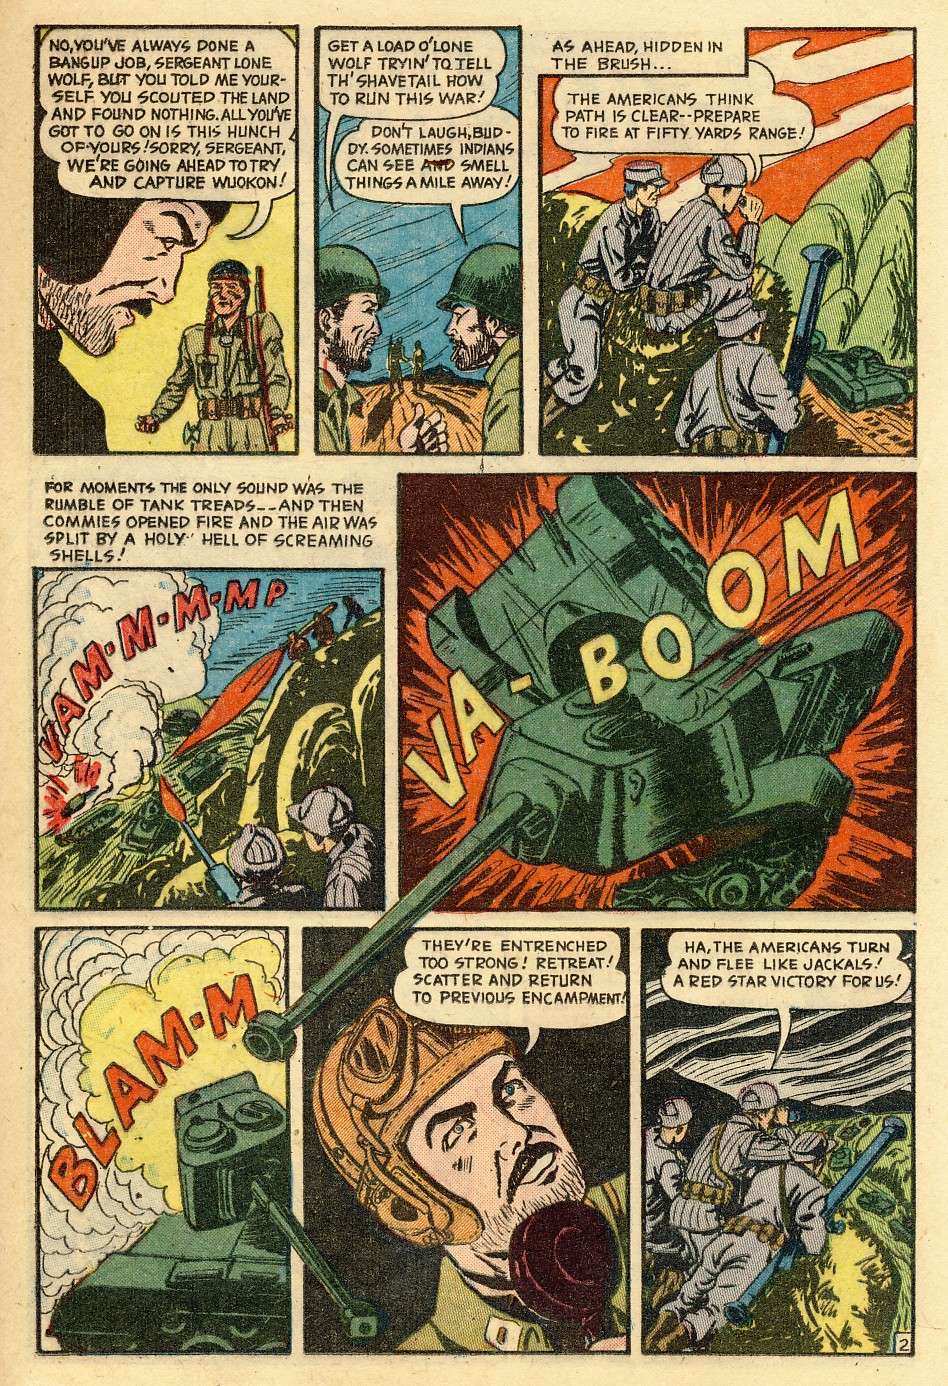 NO, YOU'VE ALWAYS DONE A
BANGUP JOB, SERGEANT LONE
WOLF, BUT YOU TOLD ME YOUR-
SELF YOU SCOUTED THE LAND
AND FOUND NOTHING. ALL YOU'VE
GOT TO GO ON IS THIS HUNCH
OF YOURS! SORRY, SERGEANT,
WE'RE GOING AHEAD TO TRY
AND CAPTURE WUOKON!
GET A LOAD O'LONE
WOLF TRYIN' TO TELL
TH' SHAVETAIL HOW
TO RUN THIS WAR!
DON'T LAUGH, BUD-
DY. SOMETIMES INDIANS
CAN SEE AND SMELL
THINGS A MILE AWAY!
AS AHEAD, HIDDEN IN
THE BRUSH...
THE AMERICANS THINK
PATH IS CLEAR--PREPARE
TO FIRE AT FIFTY YARDS RANGE!
FOR MOMENTS THE ONLY SOUND WAS THE
RUMBLE OF TANK TREADS--AND THEN
COMMIES OPENED FIRE AND THE AIR WAS
SPLIT BY A HOLY HELL OF SCREAMING
SHELLS!
VAM-M-M-MP
VA-BOOM
BLAM-M
THEY'RE ENTRENCHED
TOO STRONG! RETREAT!
SCATTER AND RETURN
TO PREVIOUS ENCAMPMENT!
HA, THE AMERICANS TURN
AND FLEE LIKE JACKALS!
A RED STAR VICTORY FOR US!
2